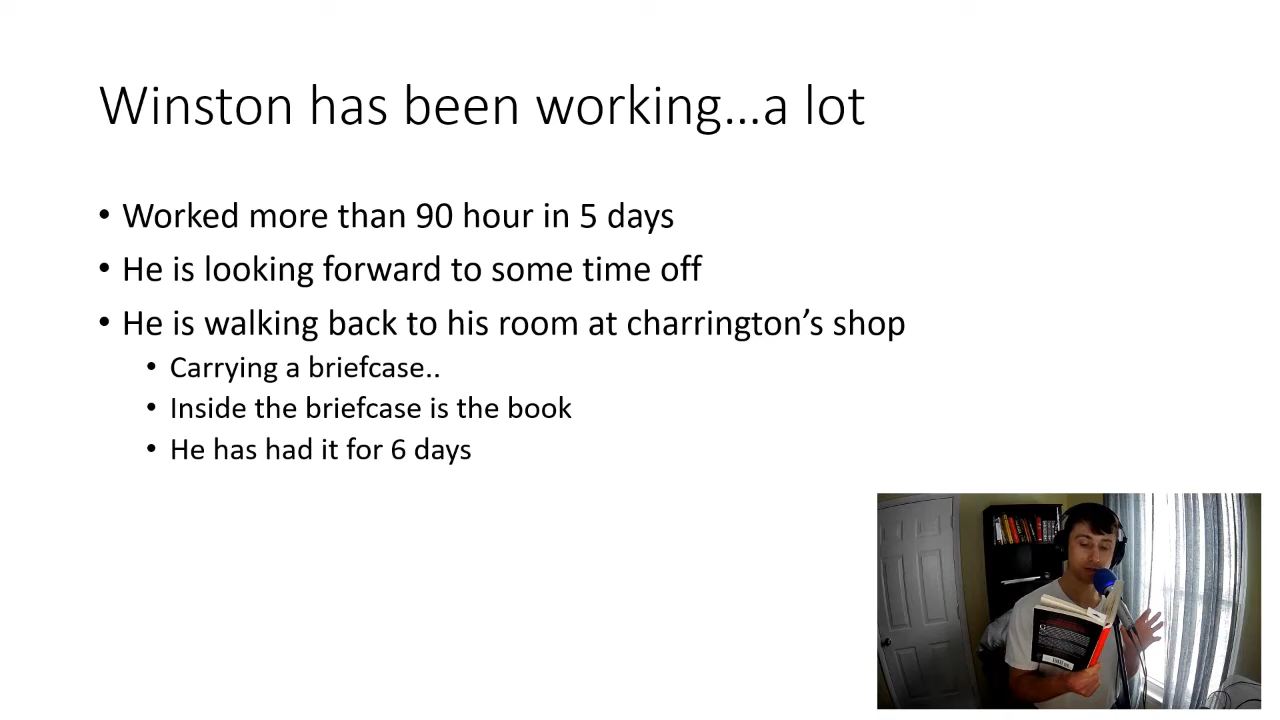 Winston has been working...a lot
• Worked more than 90 hour in 5 days
• He is looking forward to some time off
• He is walking back to his room at charrington’s shop
• Carrying a briefcase..
• Inside the briefcase is the book
• He has had it for 6 days